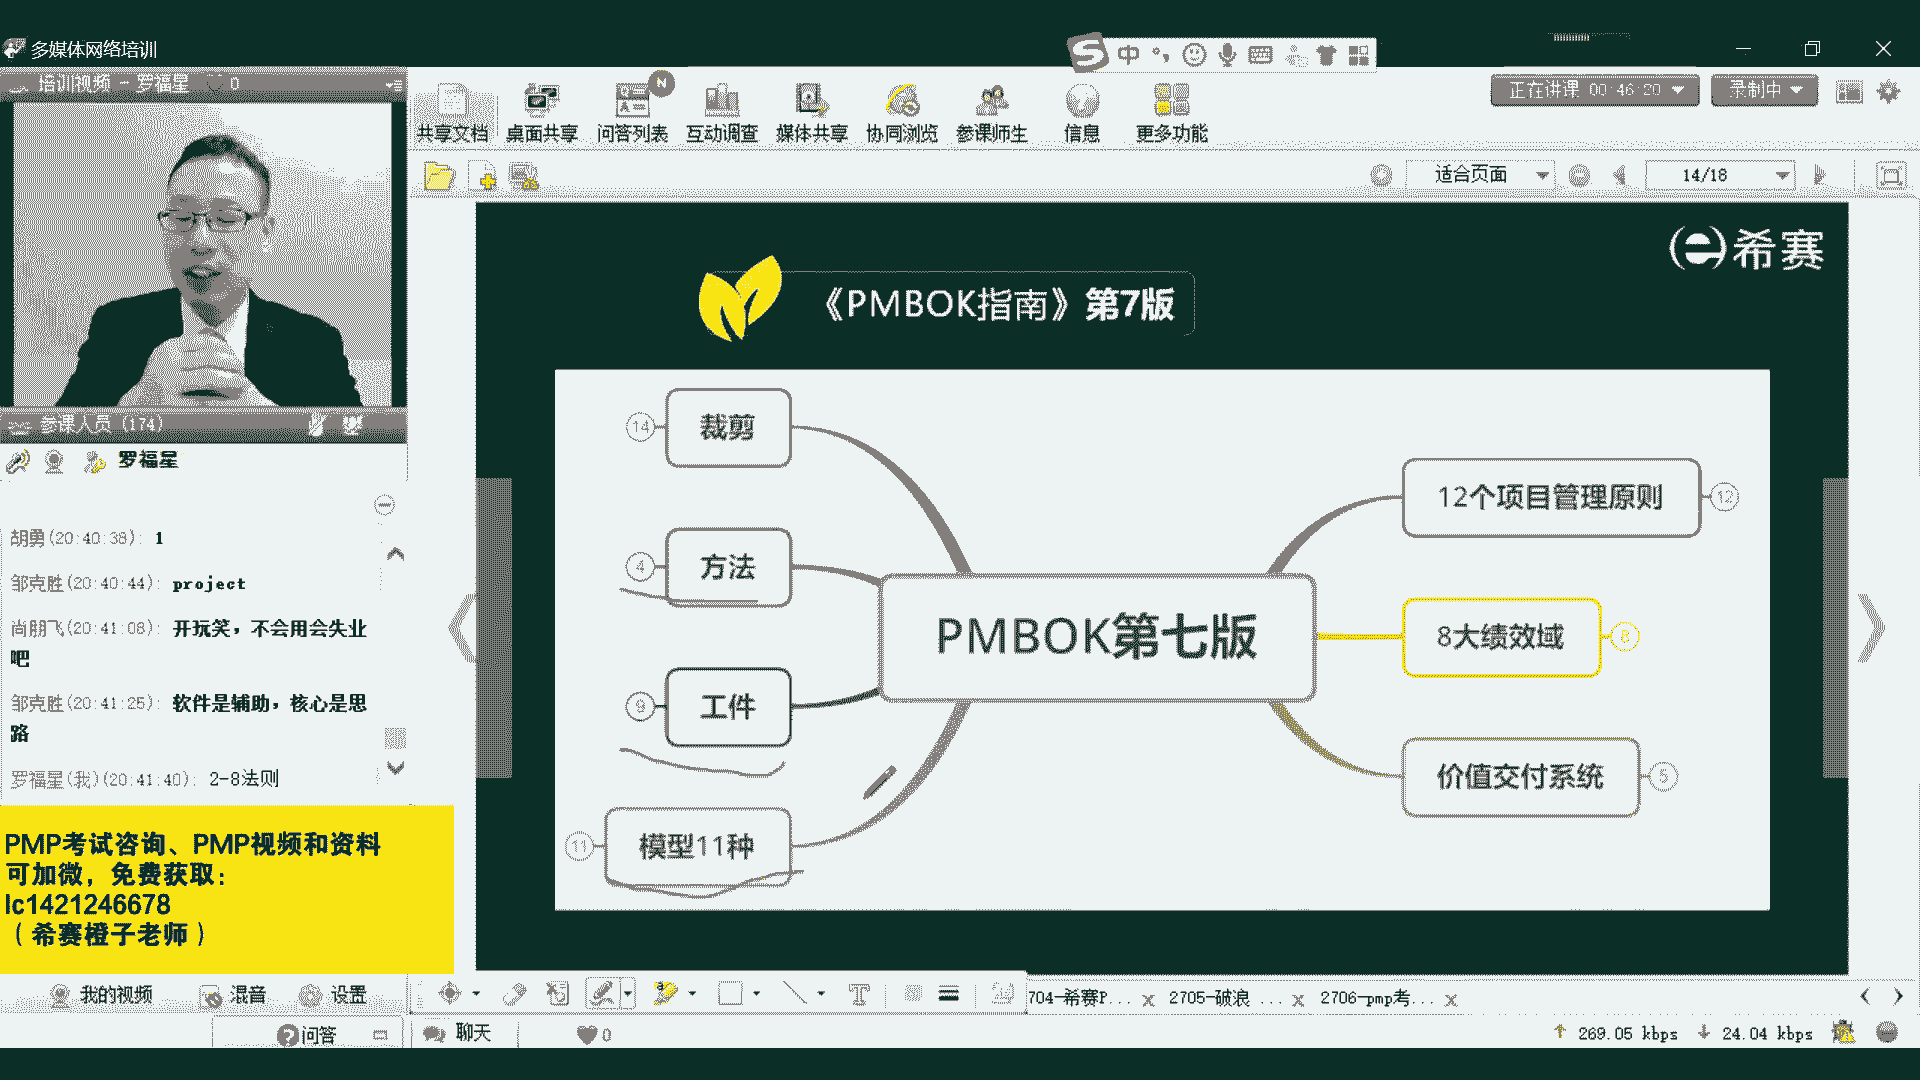 多媒体网络培训
中
正在讲课 00:46:20
录制中
培训视频 - 罗福星 0
共享文档
桌面共享
问答列表
N
互动调查
媒体共享
协同浏览
参课师生
信息
更多功能
适合页面
14/18
希赛
《PMBOK指南》第7版
14
裁剪
4
方法
9
工件
11
模型11种
PMBOK第七版
12个项目管理原则
12
8大绩效域
8
价值交付系统
5
参课人员 (174)
罗福星
胡勇(20:40:38): 1
邹克胜(20:40:44): project
尚朋飞(20:41:08): 开玩笑，不会用会失业
吧
邹克胜(20:41:25): 软件是辅助，核心是思
路
罗福星(我)(20:41:40): 2-8法则
PMP考试咨询、PMP视频和资料
可加微，免费获取：
lc1421246678
（希赛橙子老师）
我的视频
混音
设置
704-希赛P...
2705-破浪 ...
2706-pmp考...
问答
聊天
0
269.05 kbps
24.04 kbps